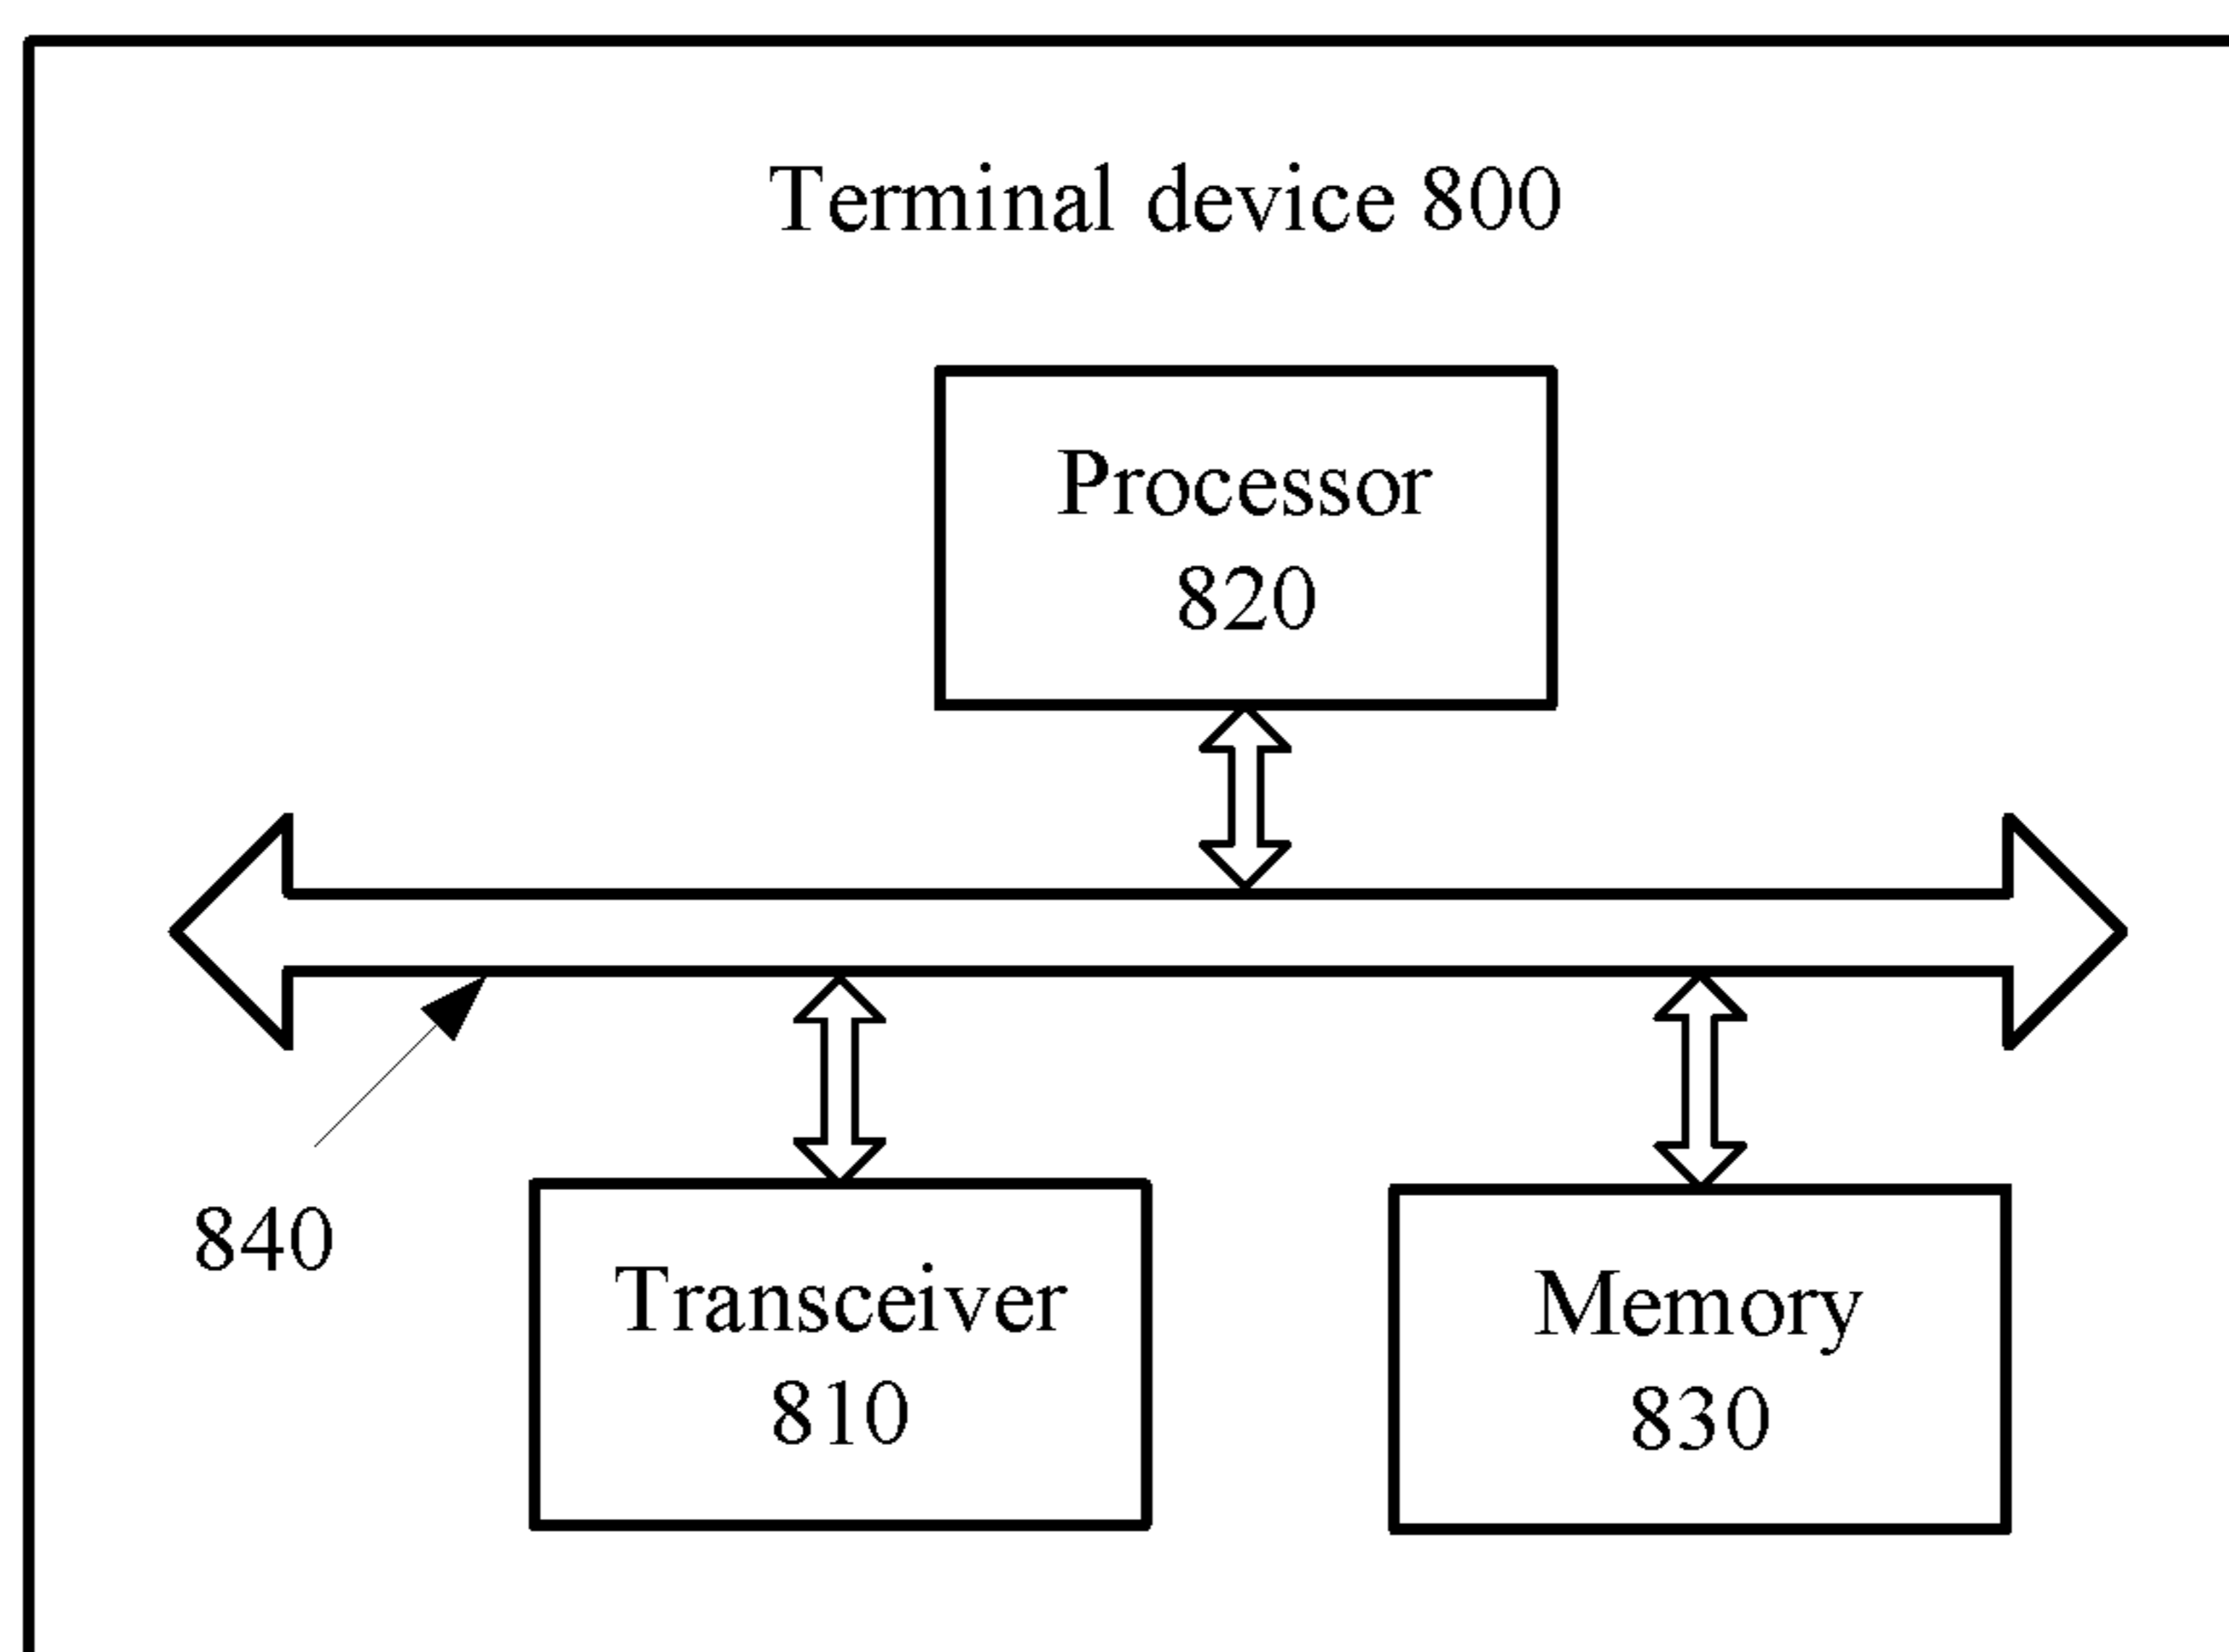 Terminal device 800
Processor
820
840
Transceiver
810
Memory
830